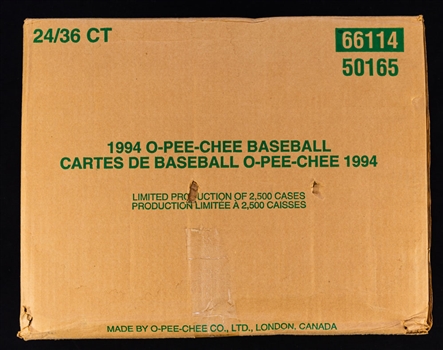 24/36 CT
66114
50165
1994 O-PEE-CHEE BASEBALL
CARTES DE BASEBALL O-PEE-CHEE 1994
LIMITED PRODUCTION OF 2,500 CASES
PRODUCTION LIMITEE À 2,500 CAISSES
MADE BY O-PEE-CHEE CO., LTD., LONDON, CANADA